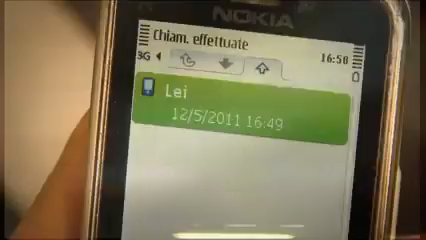 NOKIA
Chiam. effettuate
16:50
3G
Lei
12/5/2011 16:49